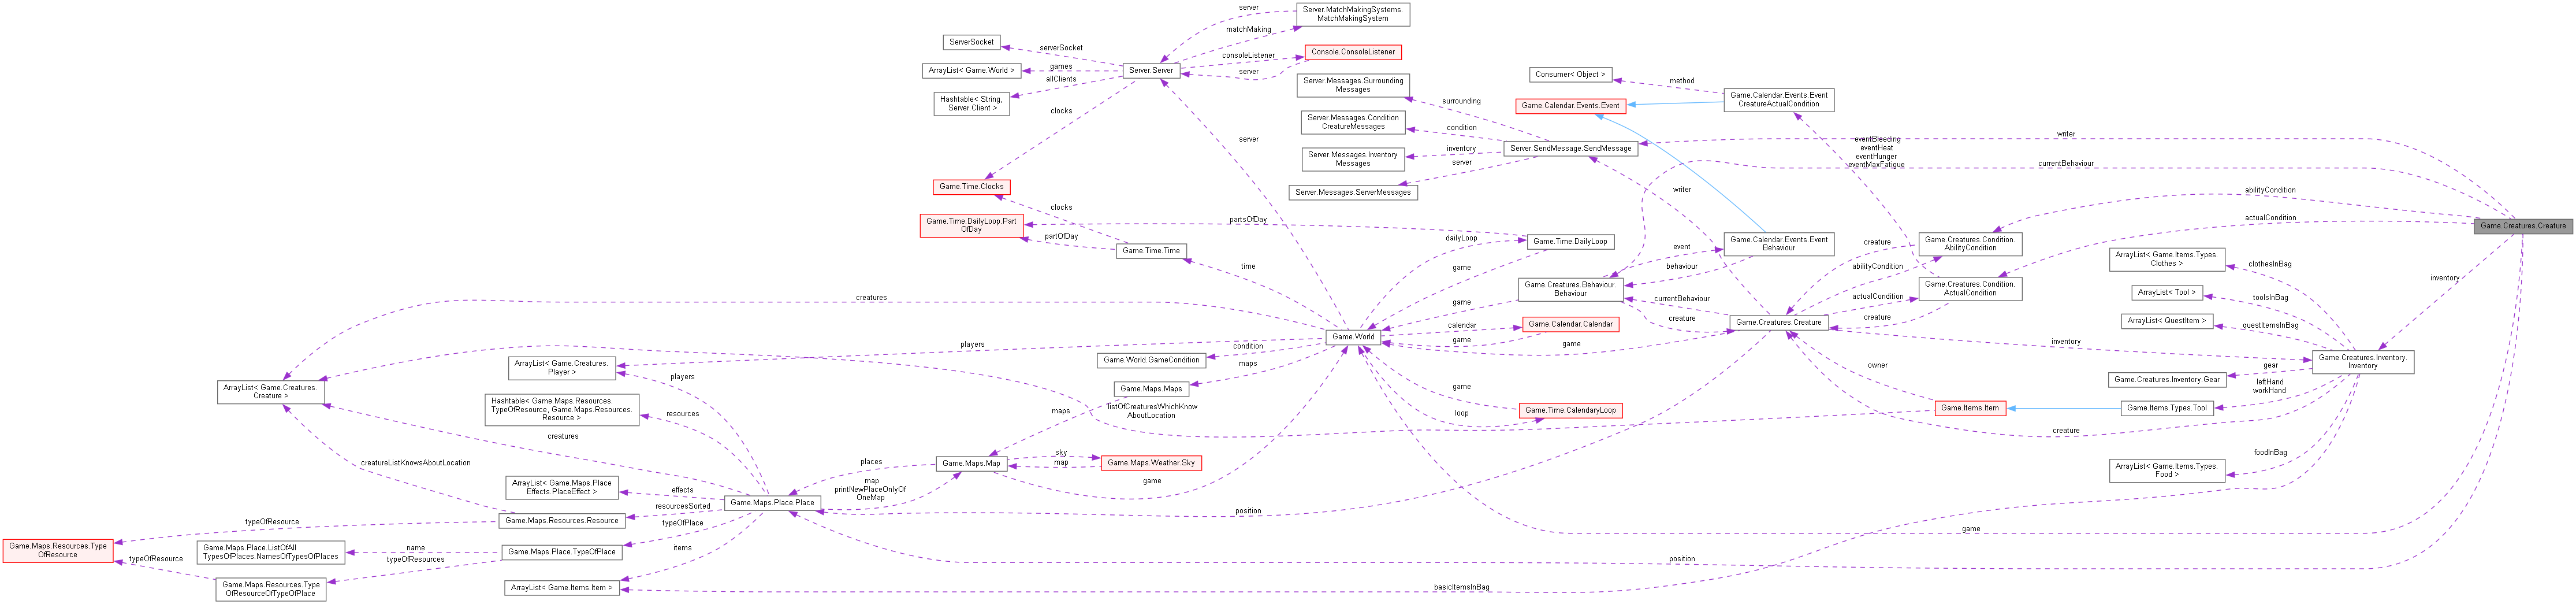 Server.MatchMakingSystems.
MatchMakingSystem
server
matchMaking
ServerSocket
serverSocket
Console.ConsoleListener
consoleListener
server
ArrayList< Game.World >
games
Server.Server
allClients
Hashtable< String,
Server.Client >
clocks
Server.Messages.Surrounding
Messages
surrounding
Consumer< Object >
method
Game.Calendar.Events.Event
Game.Calendar.Events.Event
CreatureActualCondition
Server.Messages.Condition
CreatureMessages
condition
Server.Messages.Inventory
Messages
inventory
Server.SendMessage.SendMessage
server
Server.Messages.ServerMessages
writer
eventBleeding
eventHeat
eventHunger
eventMaxFatigue
writer
currentBehaviour
abilityCondition
actualCondition
Game.Creatures.Creature
server
Game.Time.Clocks
clocks
Game.Time.DailyLoop.Part
OfDay
partOfDay
partsOfDay
Game.Time.Time
time
dailyLoop
Game.Time.DailyLoop
game
event
behaviour
Game.Calendar.Events.Event
Behaviour
creature
Game.Creatures.Condition.
AbilityCondition
abilityCondition
Game.Creatures.Behaviour.
Behaviour
game
currentBehaviour
creature
actualCondition
Game.Creatures.Condition.
ActualCondition
creature
Game.Creatures.Creature
ArrayList< Game.Items.Types.
Clothes >
clothesInBag
ArrayList< Tool >
toolsInBag
ArrayList< QuestItem >
questItemsInBag
inventory
inventory
Game.Creatures.Inventory.
Inventory
Game.Creatures.Inventory.Gear
gear
leftHand
workHand
Game.Items.Types.Tool
Game.Items.Item
owner
creature
ArrayList< Game.Items.Types.
Food >
foodInBag
creatures
Game.World
calendar
Game.Calendar.Calendar
game
game
players
condition
Game.World.GameCondition
maps
Game.Maps.Maps
ArrayList< Game.Creatures.
Player >
players
ArrayList< Game.Creatures.
Creature >
Hashtable< Game.Maps.Resources.
TypeOfResource, Game.Maps.Resources.
Resource >
resources
maps
listOfCreaturesWhichKnow
AboutLocation
game
loop
Game.Time.CalendaryLoop
creatures
creatureListKnowsAboutLocation
places
Game.Maps.Map
sky
map
Game.Maps.Weather.Sky
game
map
printNewPlaceOnlyOf
OneMap
ArrayList< Game.Maps.Place
Effects.PlaceEffect >
effects
Game.Maps.Place.Place
resourcesSorted
Game.Maps.Resources.Resource
typeOfResource
typeOfPlace
position
game
Game.Maps.Resources.Type
OfResource
Game.Maps.Place.ListOfAll
TypesOfPlaces.NamesOfTypesOfPlaces
name
Game.Maps.Place.TypeOfPlace
items
typeOfResource
typeOfResources
position
Game.Maps.Resources.Type
OfResourceOfTypeOfPlace
ArrayList< Game.Items.Item >
basicItemsInBag